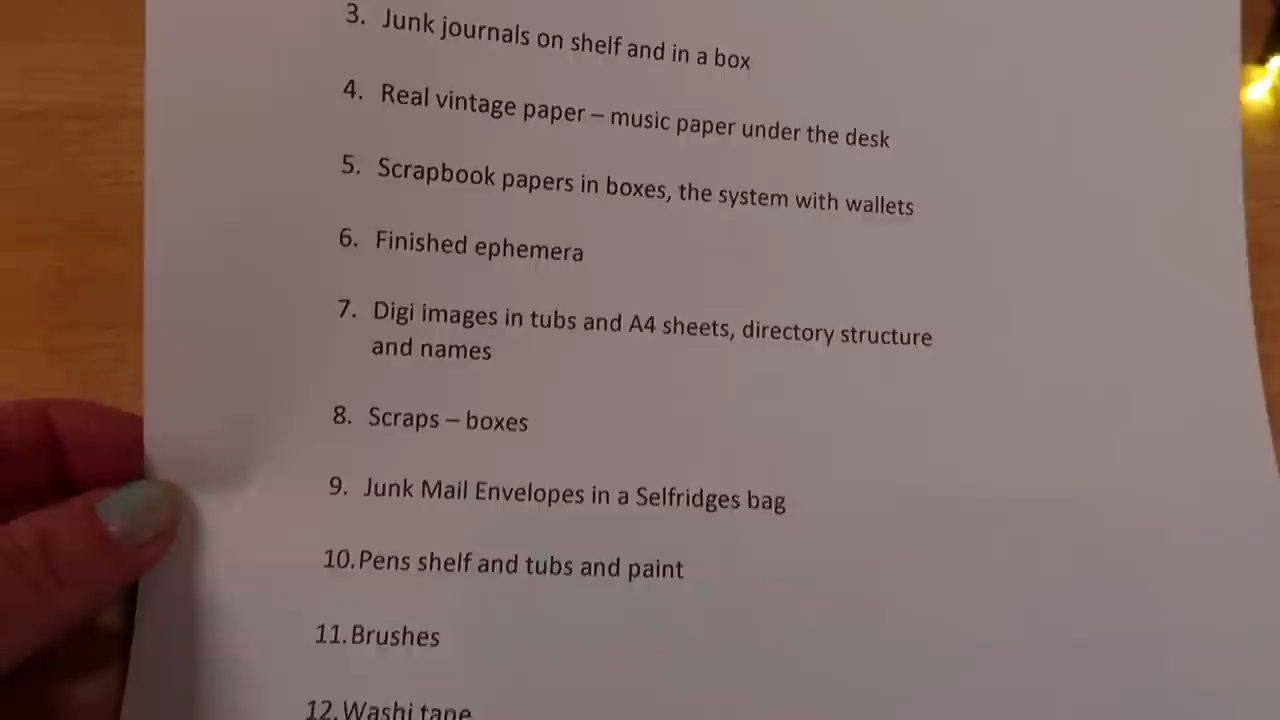 3. Junk journals on shelf and in a box
4. Real vintage paper – music paper under the desk
5. Scrapbook papers in boxes, the system with wallets
6. Finished ephemera
7. Digi images in tubs and A4 sheets, directory structure
and names
8. Scraps – boxes
9. Junk Mail Envelopes in a Selfridges bag
10. Pens shelf and tubs and paint
11. Brushes
12. Washi tape